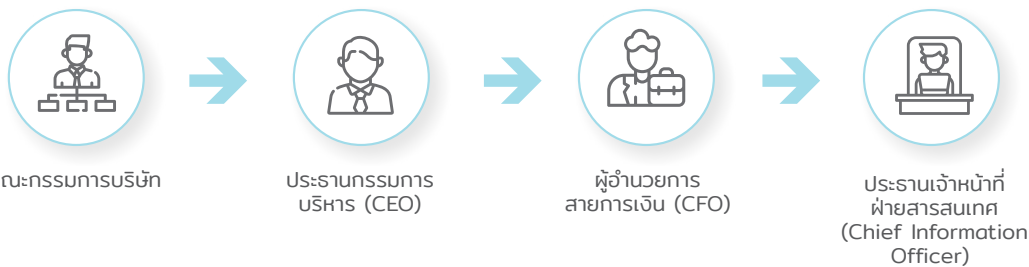 ณะกรรมการบริษัท
ประธานกรรมการ
บริหาร (CEO)
ผู้อำนวยการ
สายการเงิน (CFO)
ประธานเจ้าหน้าที่
ฝ่ายสารสนเทศ
(Chief Information
Officer)